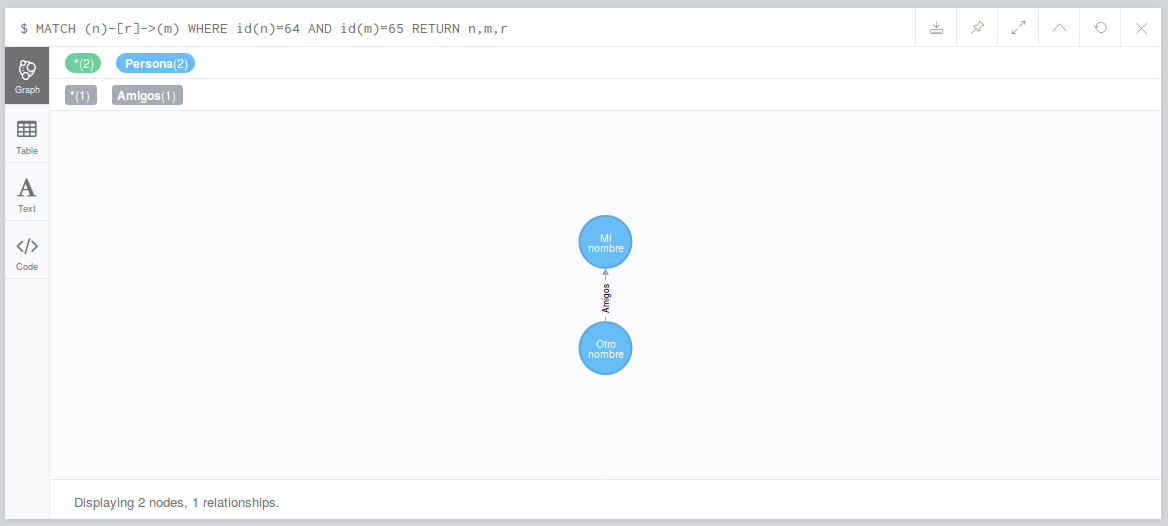 $ MATCH (n)-[r]->(m) WHERE id(n)=64 AND id(m)=65 RETURN n,m,r
Graph
*(2) Persona(2)
*(1) Amigos(1)
Table
A
Text
</>
Code
Mi
nombre
Amigos
Otro
nombre
Displaying 2 nodes, 1 relationships.